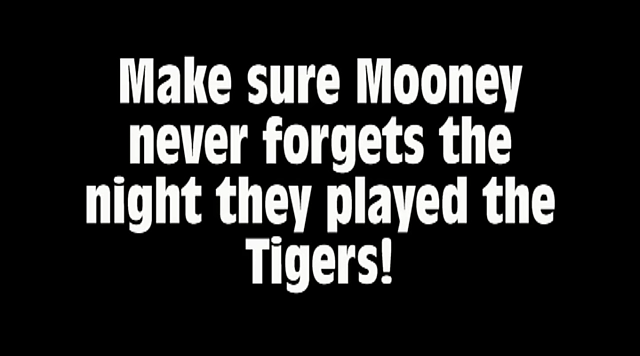 Make sure Mooney
never forgets the
night they played the
Tigers!